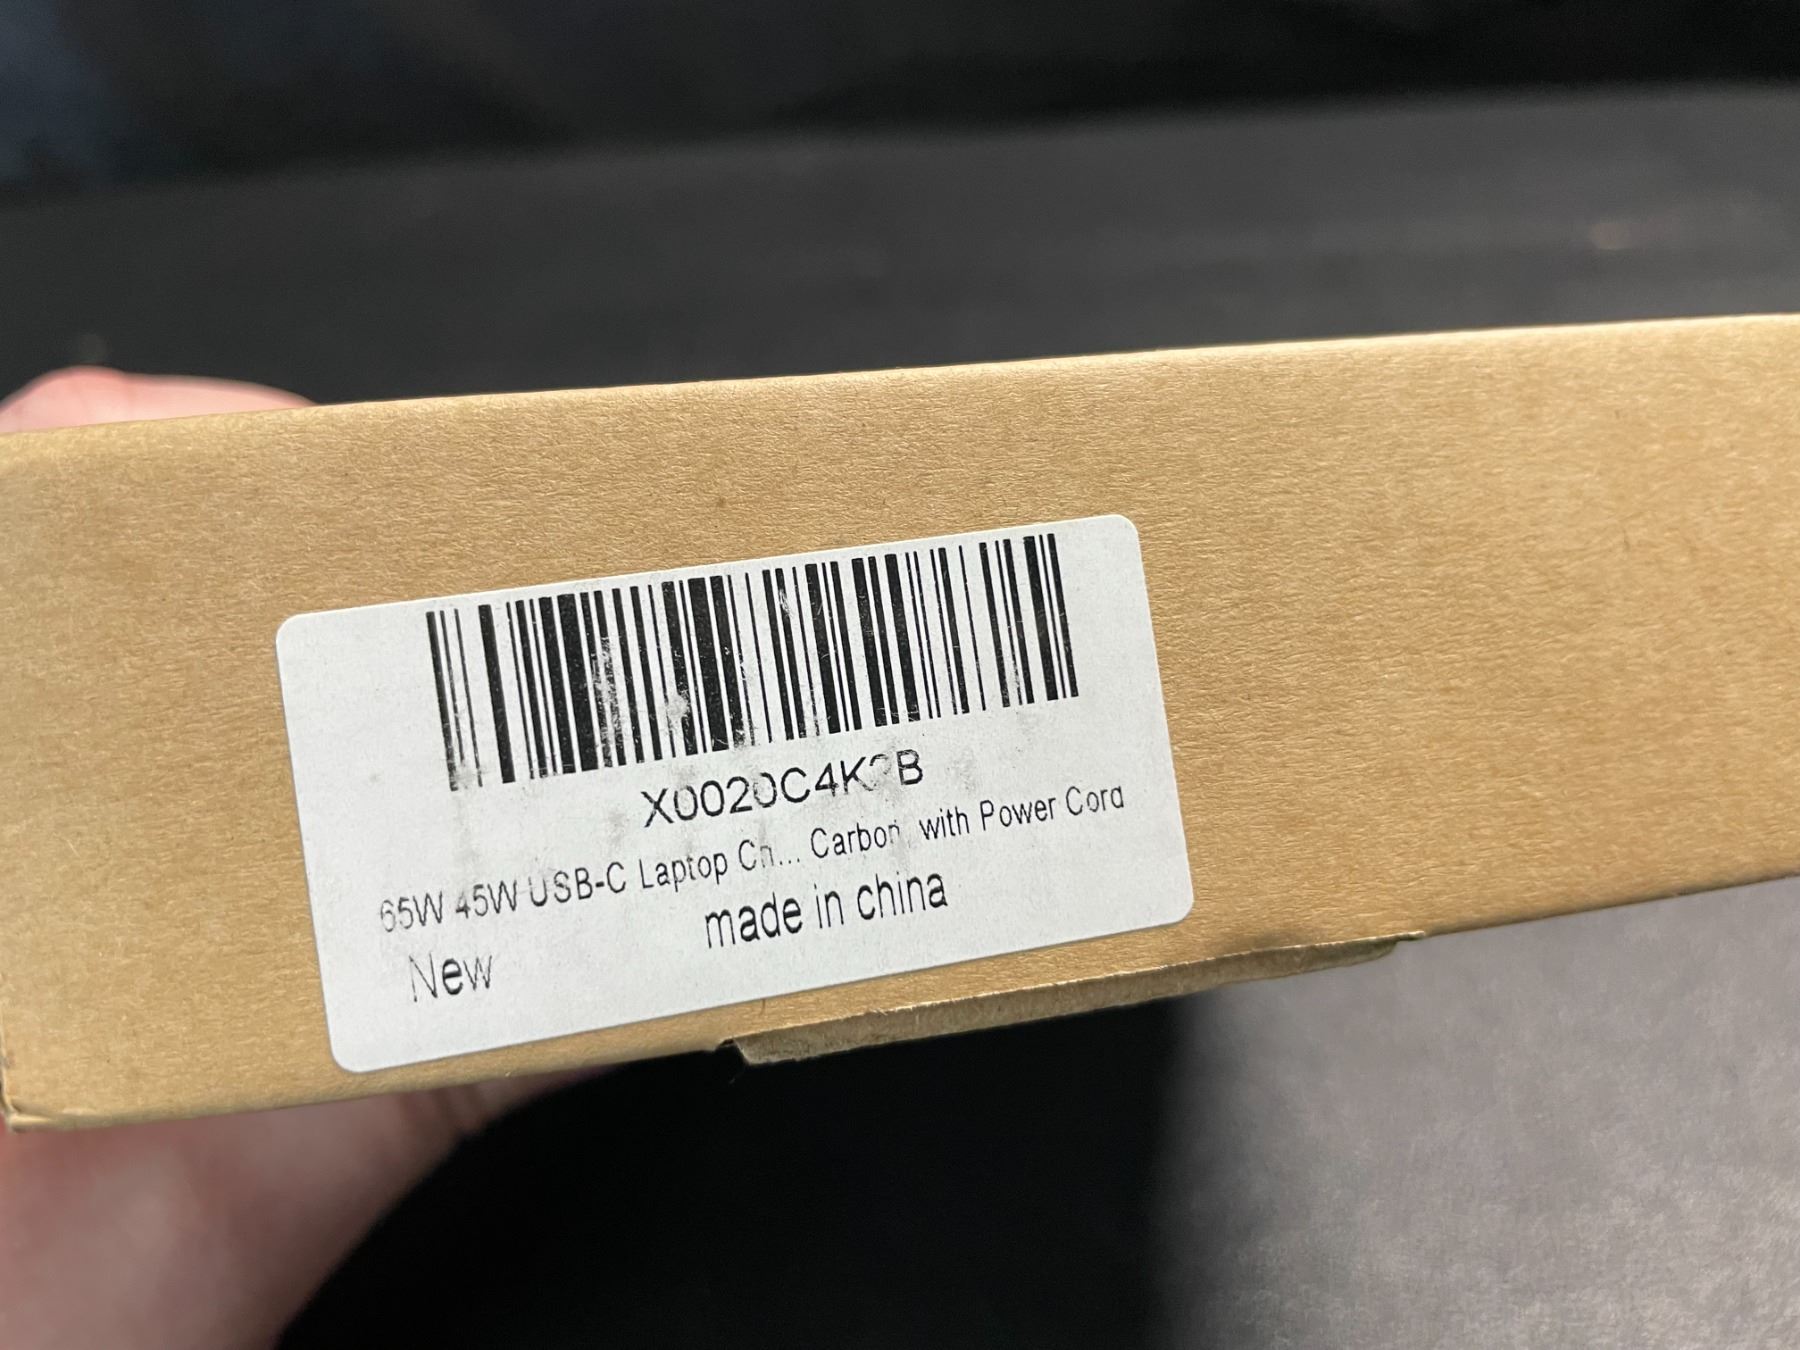 65W 45W USB-C Laptop Ch... Carbon, with Power Cord
New
made in china